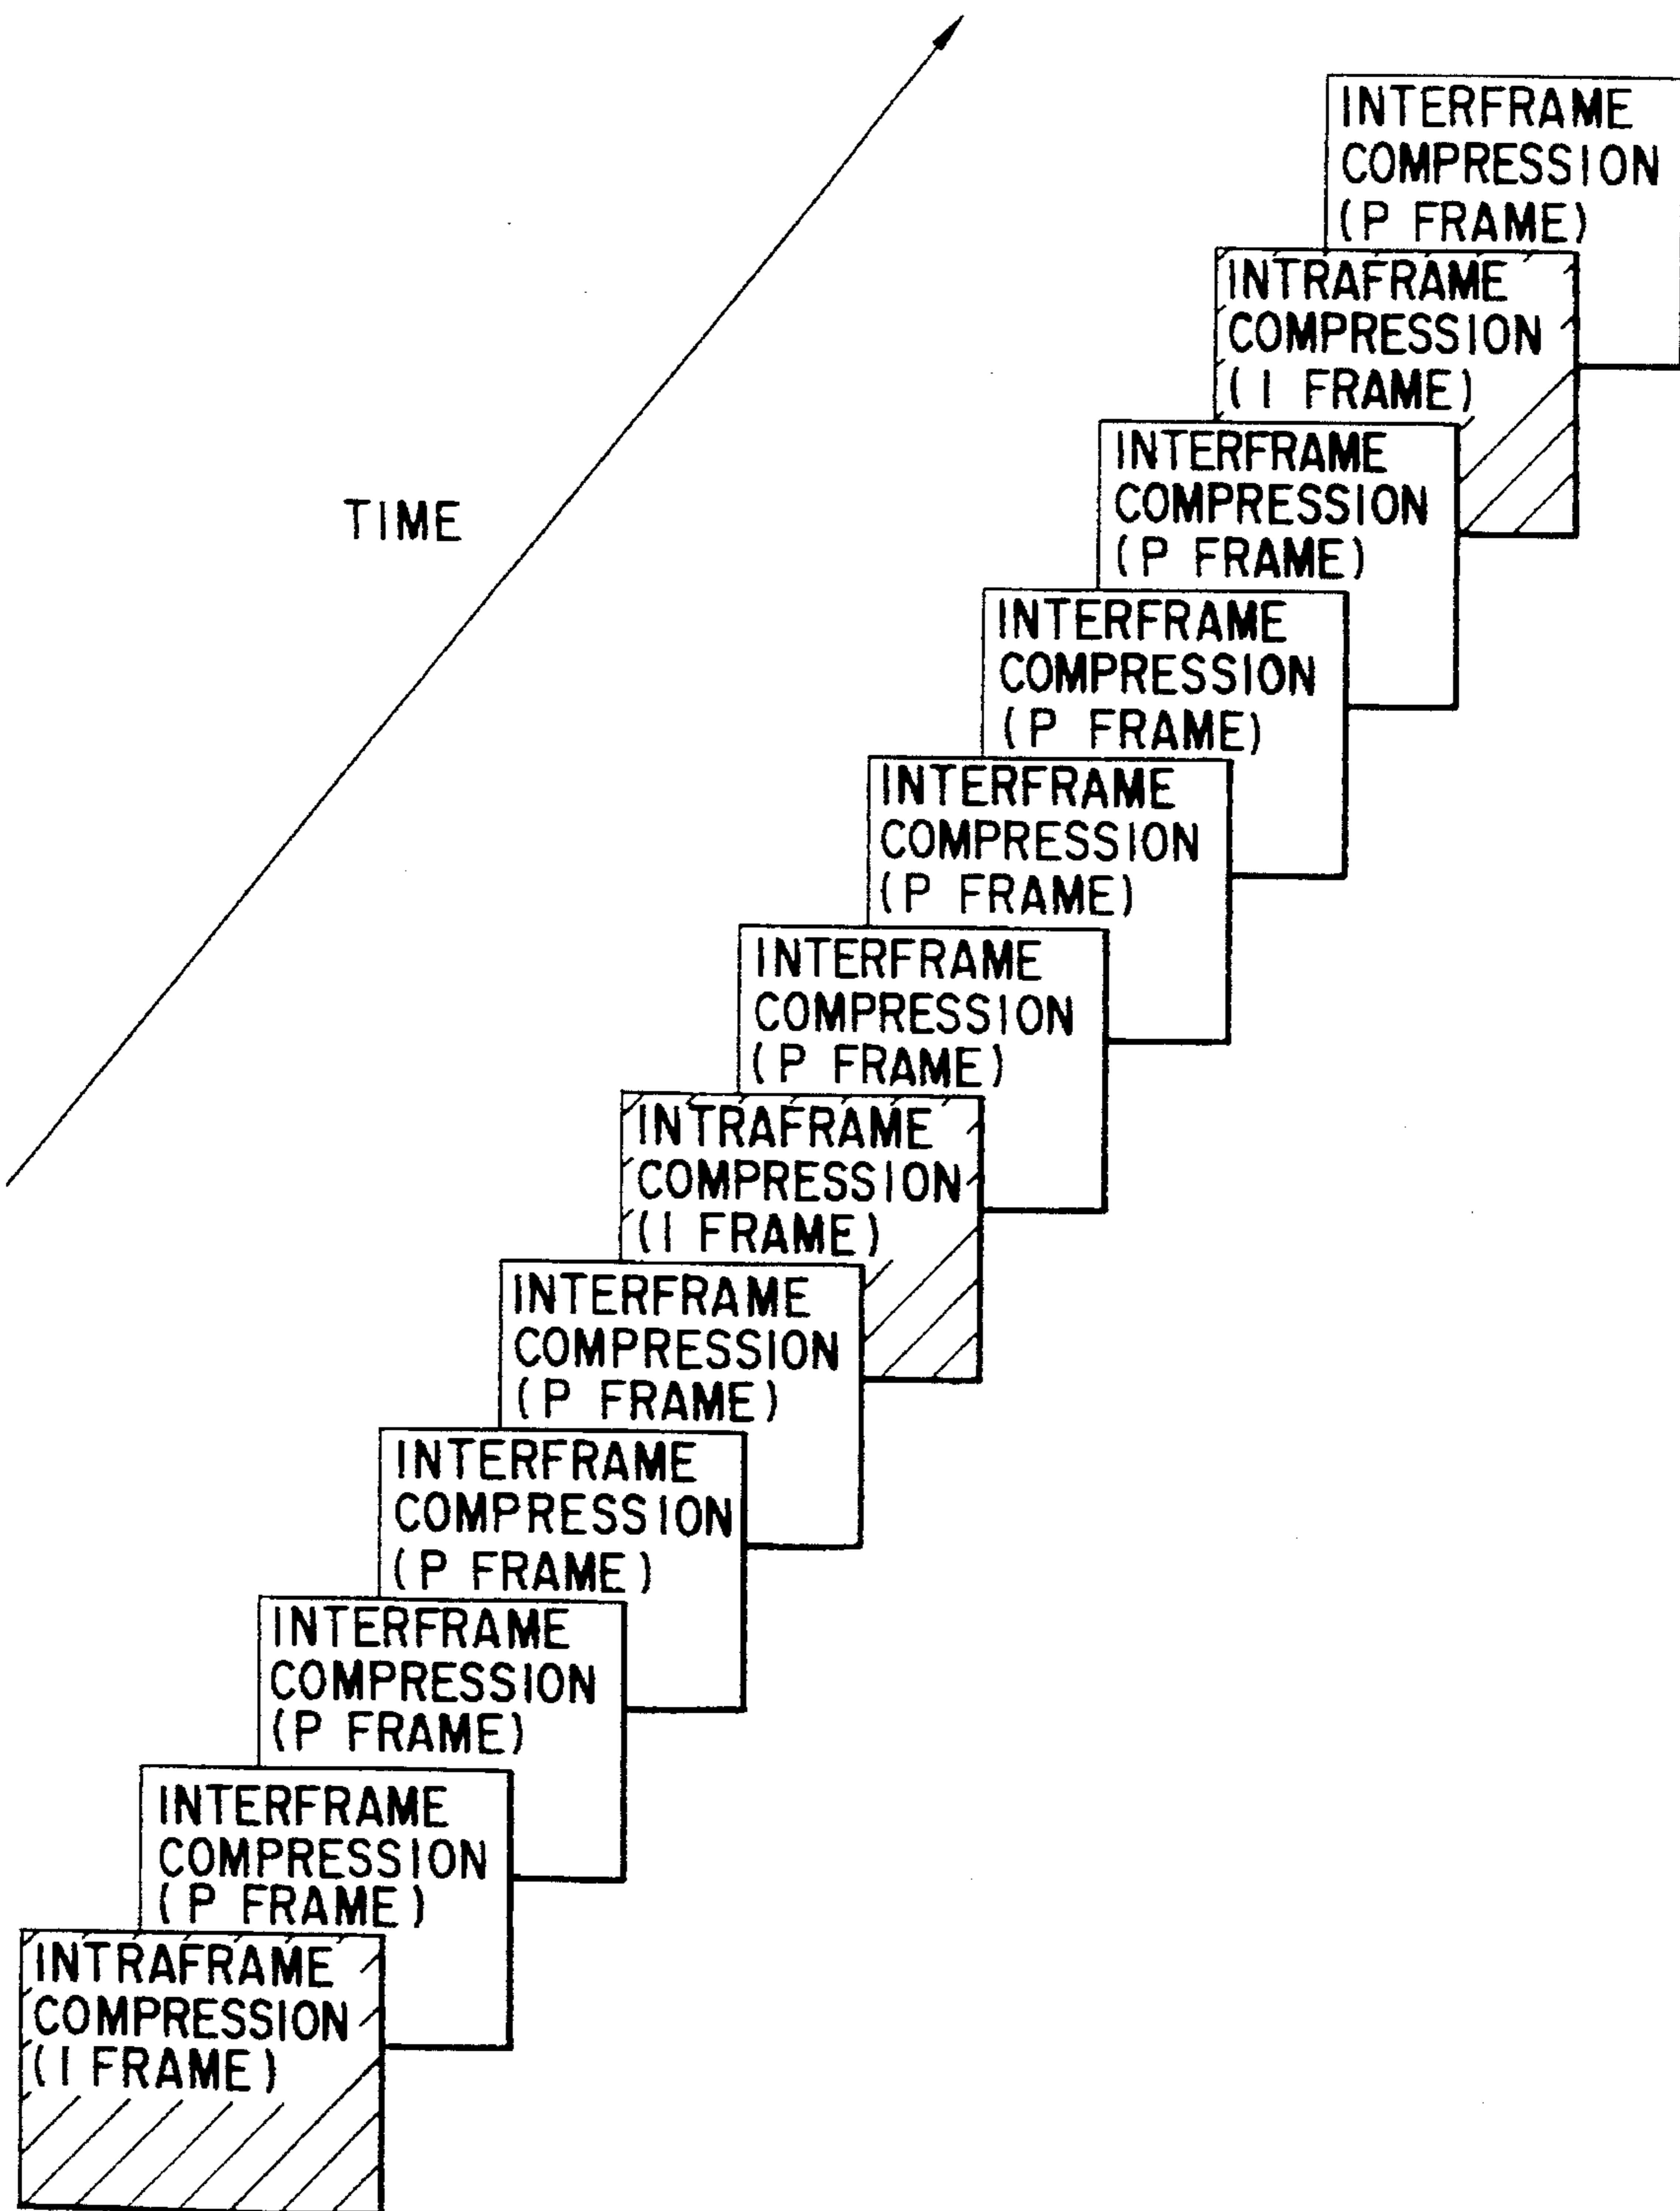 INTERFRAME
COMPRESSION
(P FRAME)
INTRAFRAME
COMPRESSION
(I FRAME)
INTERFRAME
COMPRESSION
(P FRAME)
TIME
INTERFRAME
COMPRESSION
(P FRAME)
INTERFRAME
COMPRESSION
(P FRAME)
INTERFRAME
COMPRESSION
(P FRAME)
INTRAFRAME
COMPRESSION
(I FRAME)
INTERFRAME
COMPRESSION
(P FRAME)
INTERFRAME
COMPRESSION
(P FRAME)
INTERFRAME
COMPRESSION
(P FRAME)
INTERFRAME
COMPRESSION
(P FRAME)
INTRAFRAME
COMPRESSION
(I FRAME)